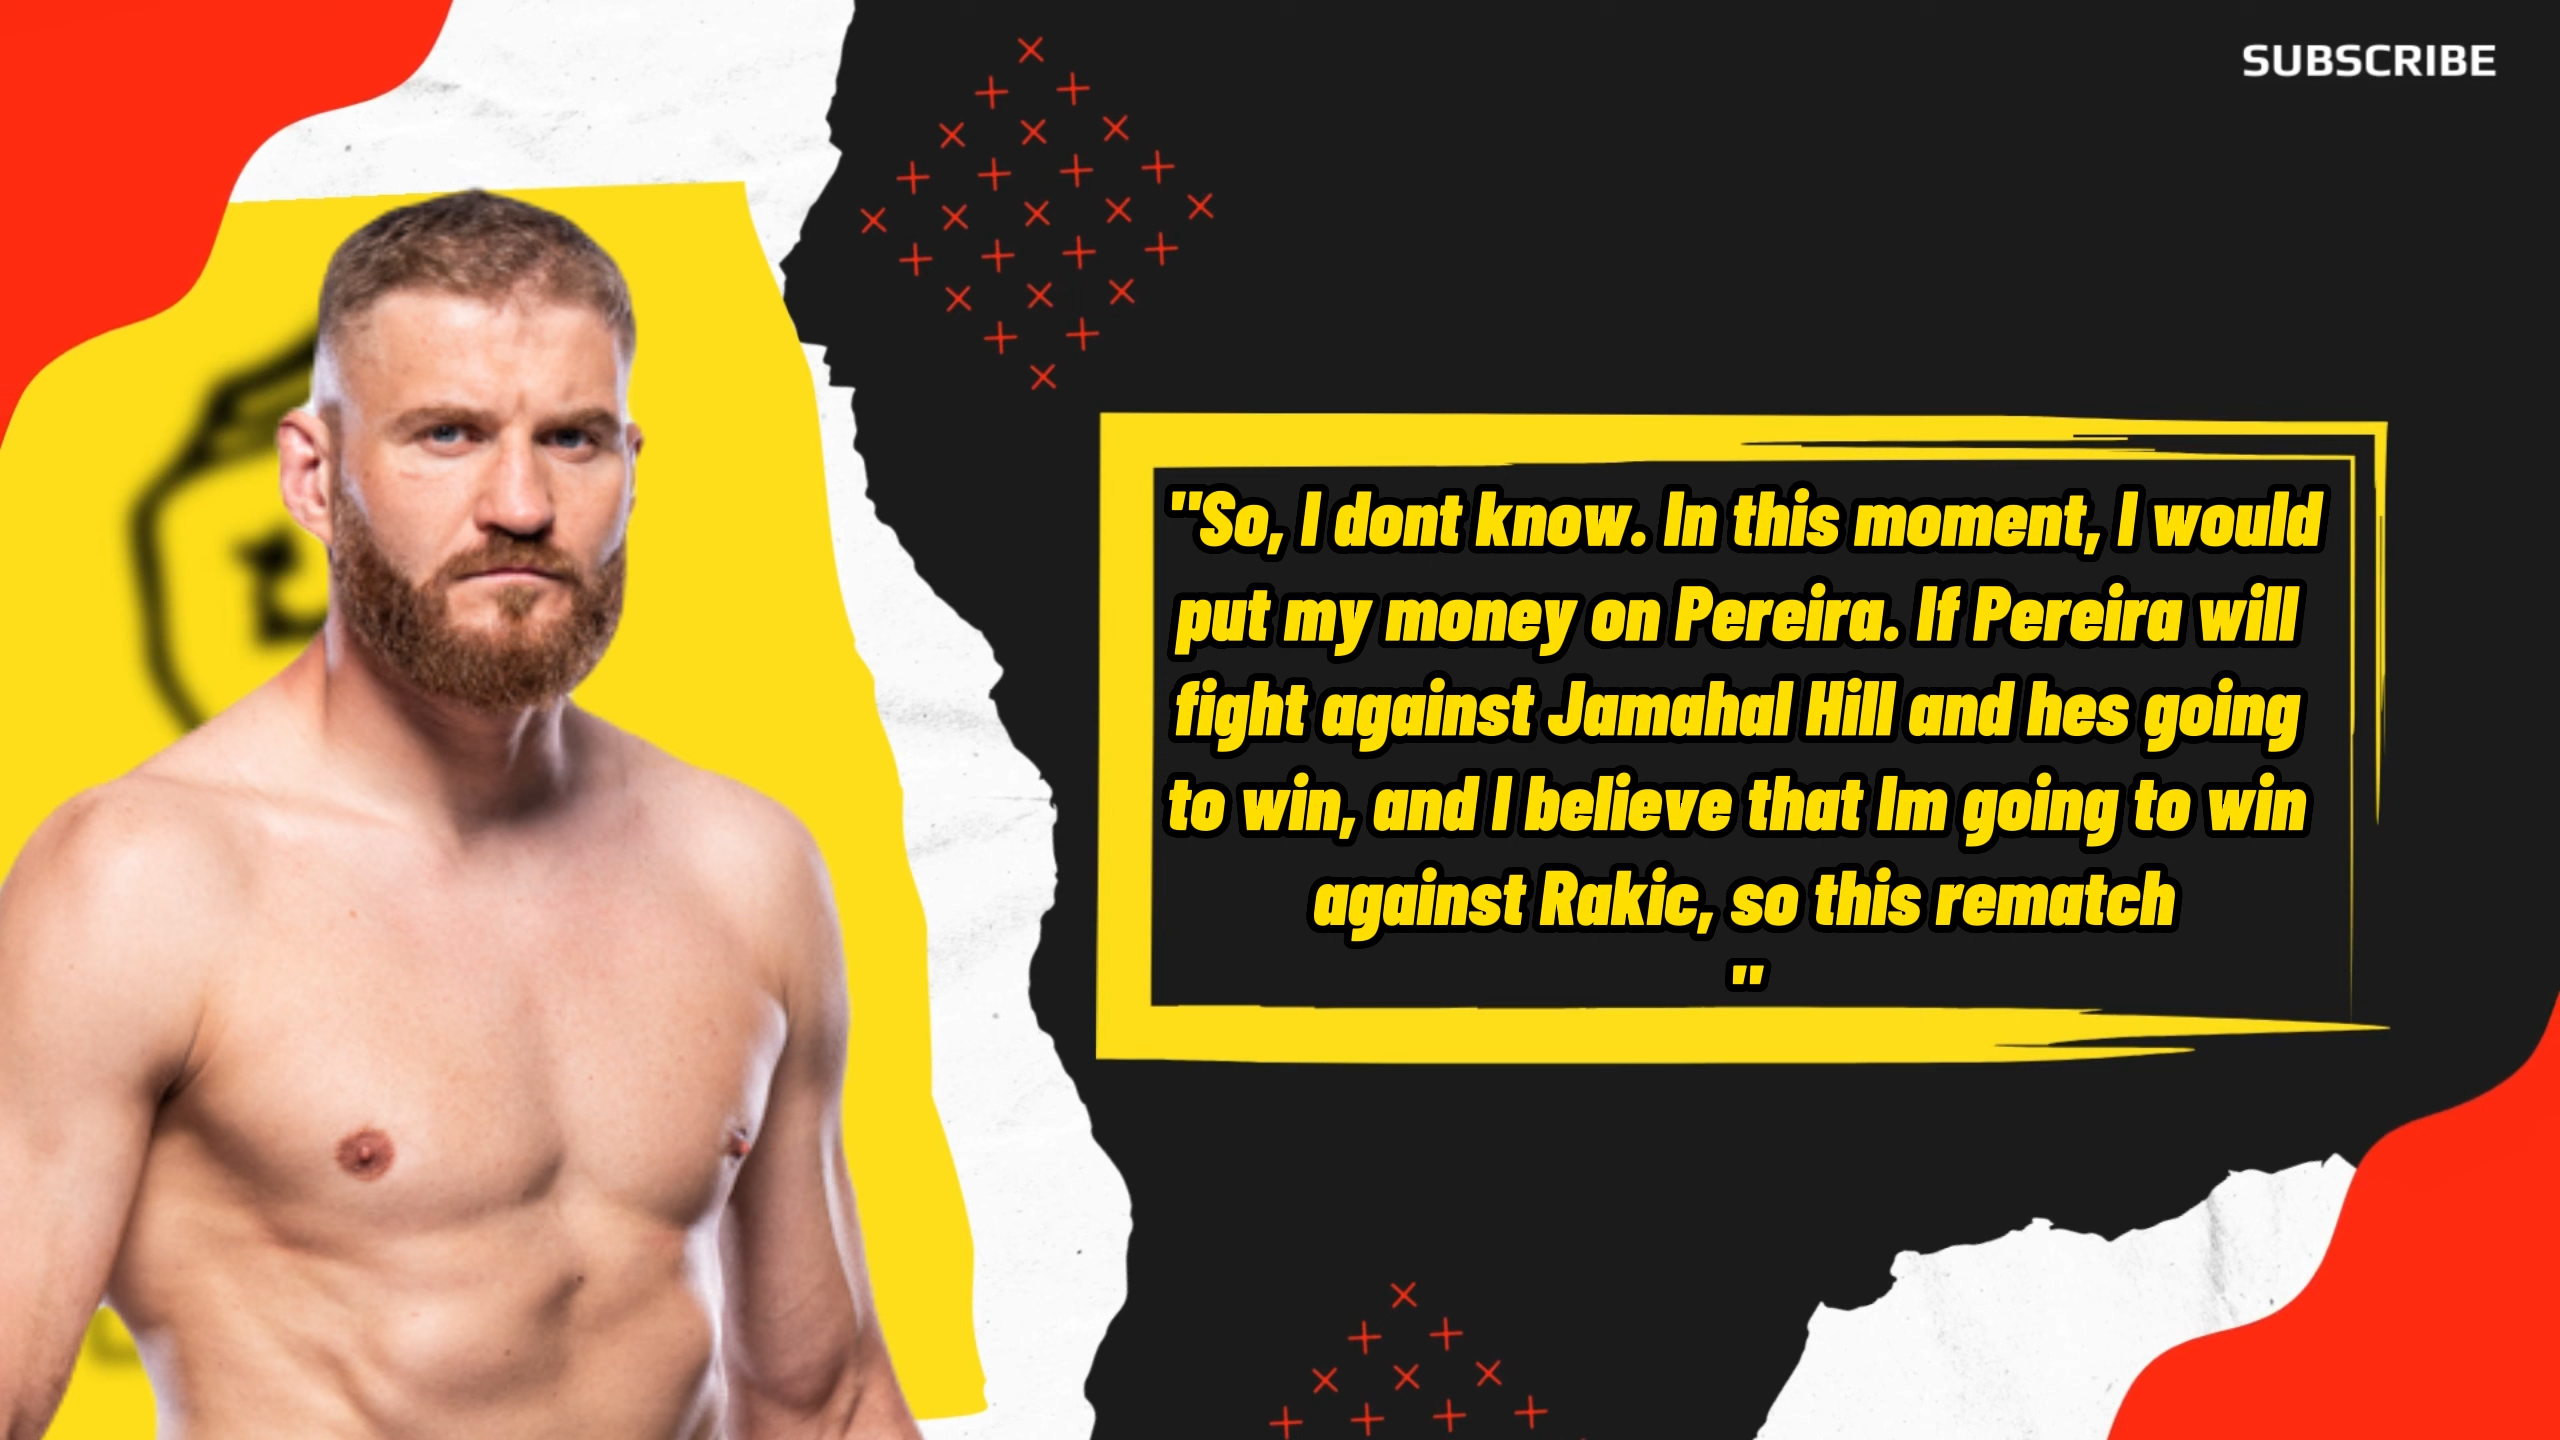 SUBSCRIBE
"So, I dont know. In this moment, I would
put my money on Pereira. If Pereira will
fight against Jamahal Hill and hes going
to win, and I believe that Im going to win
against Rakic, so this rematch
"